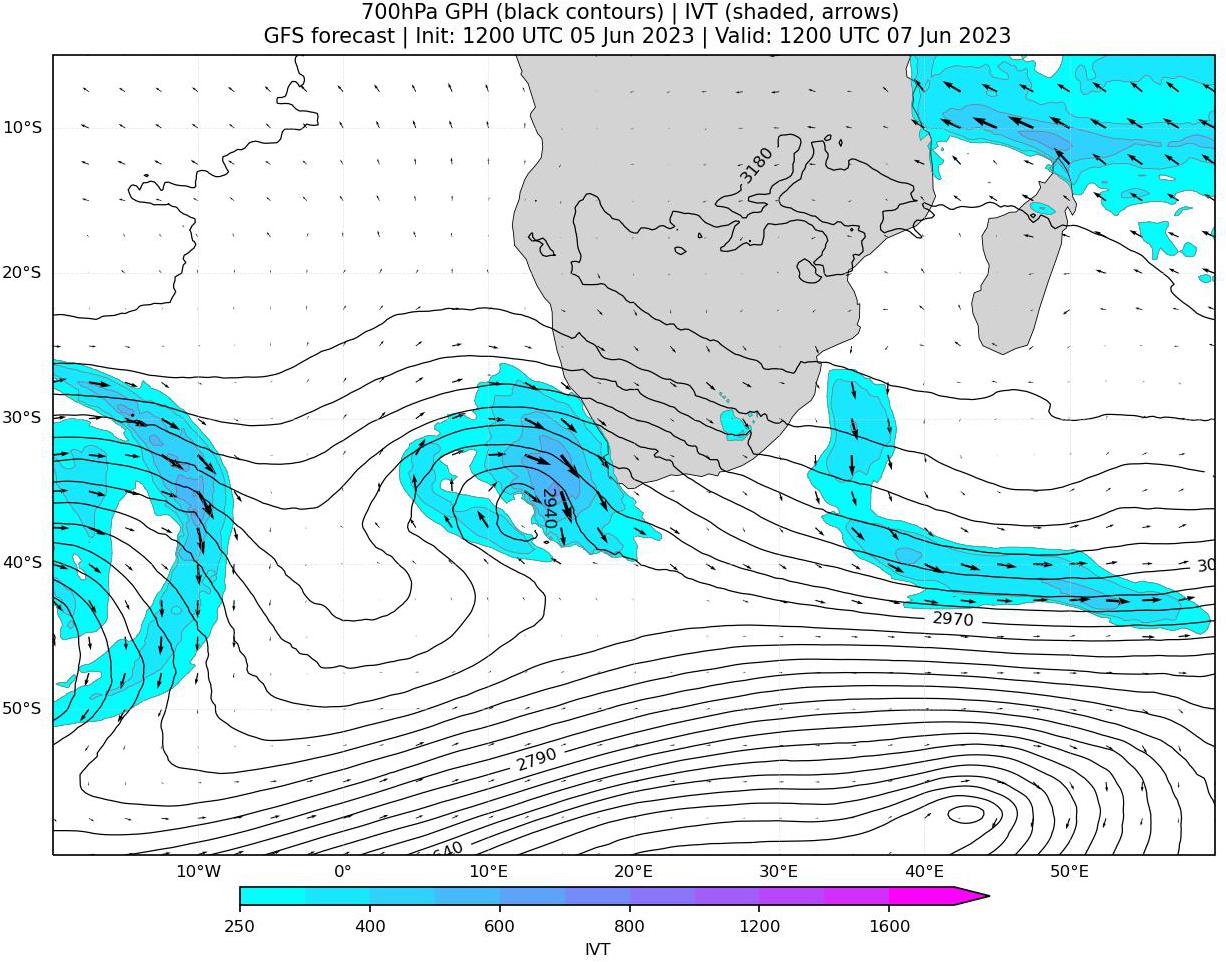 700hPa GPH (black contours) | IVT (shaded, arrows)
GFS forecast | Init: 1200 UTC 05 Jun 2023 | Valid: 1200 UTC 07 Jun 2023
10°S
3180
20°S
30°S
2940
40°S
30
2970
50°S
2790
640
10°W 0° 10°E 20°E 30°E 40°E 50°E
250 400 600 800 1200 1600
IVT